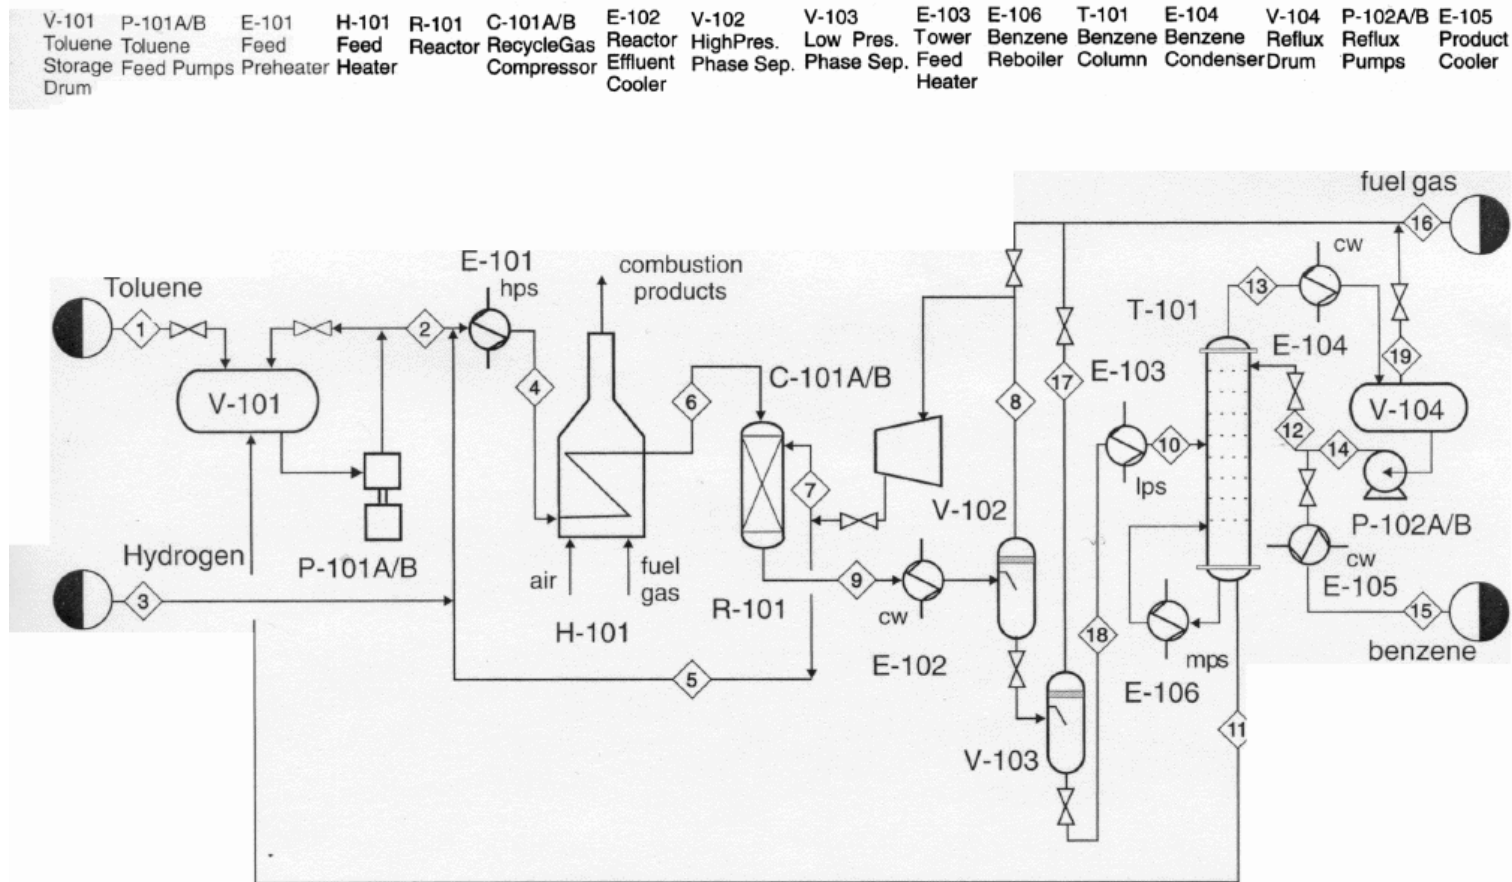 V-101 P-101A/B E-101 H-101 R-101 C-101A/B E-102 V-102 V-103 E-103 E-106 T-101 E-104 V-104 P-102A/B E-105
Toluene Toluene Feed Feed Reactor RecycleGas Reactor HighPres. Low Pres. Tower Benzene Benzene Benzene Reflux Reflux Product
Storage Feed Pumps Preheater Heater Compressor Effluent Phase Sep. Phase Sep. Feed Reboiler Column Condenser Drum Pumps Cooler
Drum Cooler Heater
fuel gas
16
E-101
hps
combustion
products
cw
13
Toluene
1
2
T-101
E-104
19
4
6
C-101A/B
8
17
E-103
V-101
V-104
12
14
10
7
lps
V-102
P-102A/B
Hydrogen
P-101A/B
air
fuel
gas
9
cw
E-105
3
R-101
15
H-101
cw
18
benzene
E-102
mps
5
E-106
11
V-103